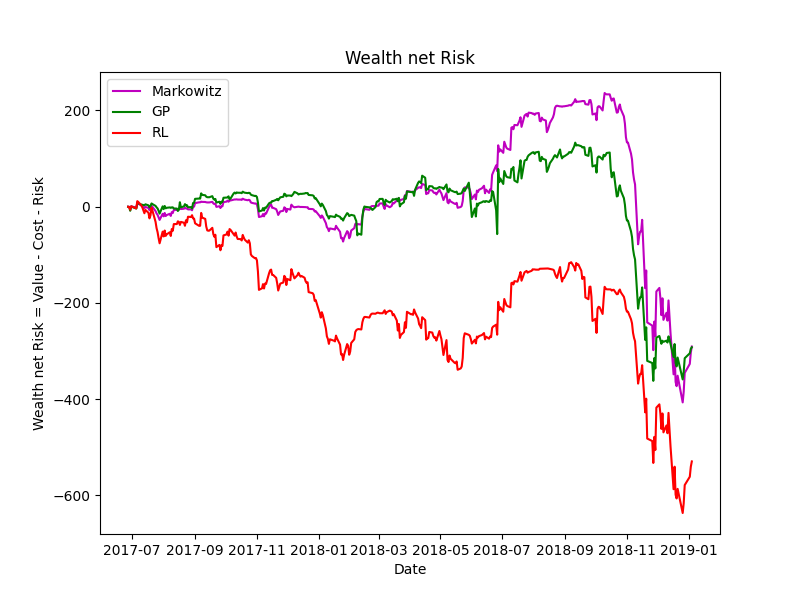 Wealth net Risk
Markowitz
GP
RL
Wealth net Risk = Value - Cost - Risk
200
0
−200
−400
−600
2017-07 2017-09 2017-11 2018-01 2018-03 2018-05 2018-07 2018-09 2018-11 2019-01
Date